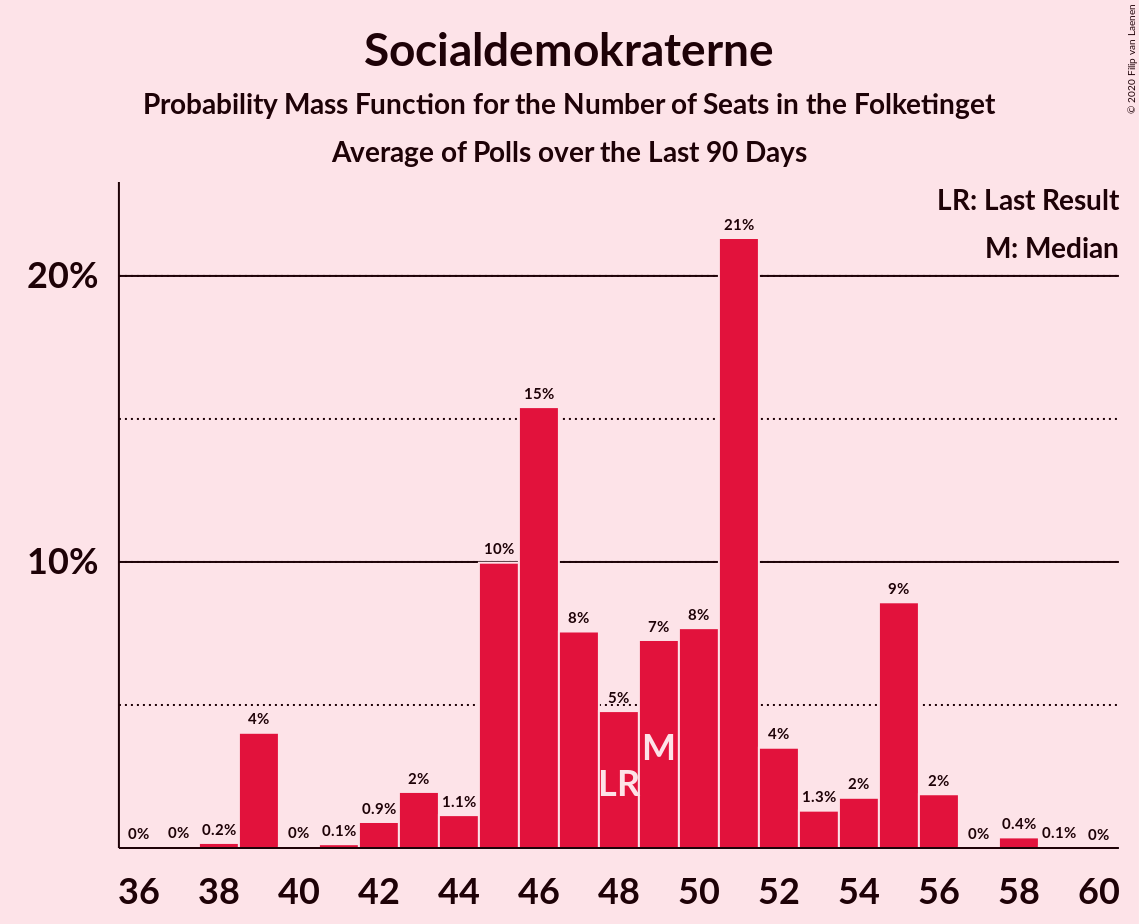 © 2020 Filip van Laenen
Socialdemokraterne
Probability Mass Function for the Number of Seats in the Folketinget
Average of Polls over the Last 90 Days
LR: Last Result
M: Median
20%
10%
0% 0% 0.2% 4% 0% 0.1% 0.9% 2% 1.1% 10% 15% 8% 5% 7% 8% 21% 4% 1.3% 2% 9% 2% 0% 0.4% 0.1% 0%
M
LR
36 38 40 42 44 46 48 50 52 54 56 58 60